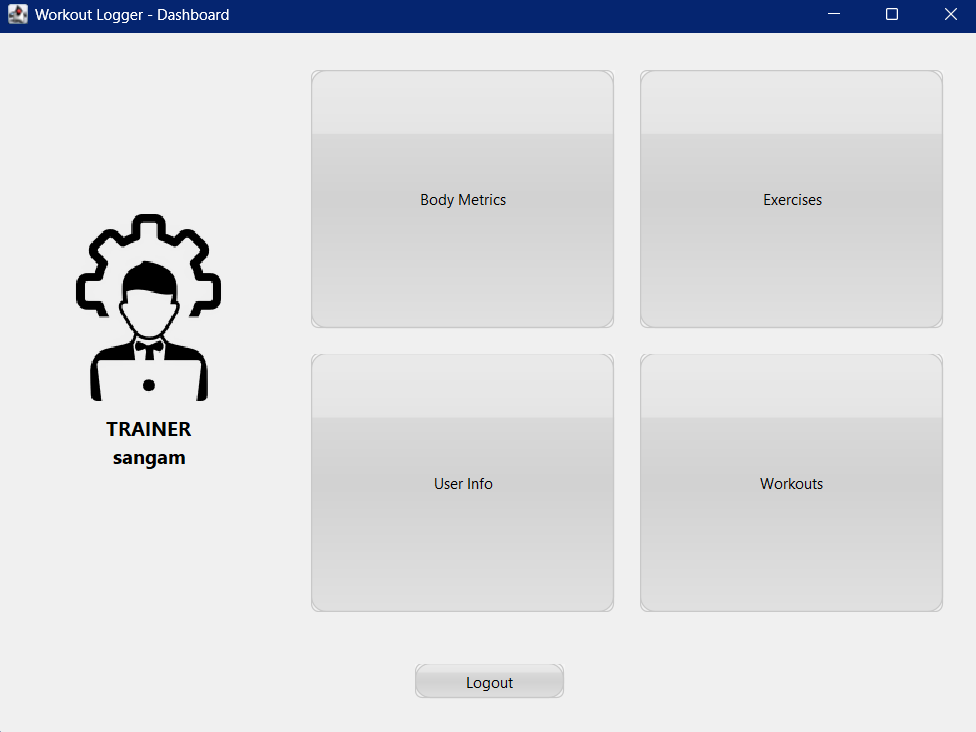 Workout Logger - Dashboard
Body Metrics
Exercises
TRAINER
sangam
User Info
Workouts
Logout